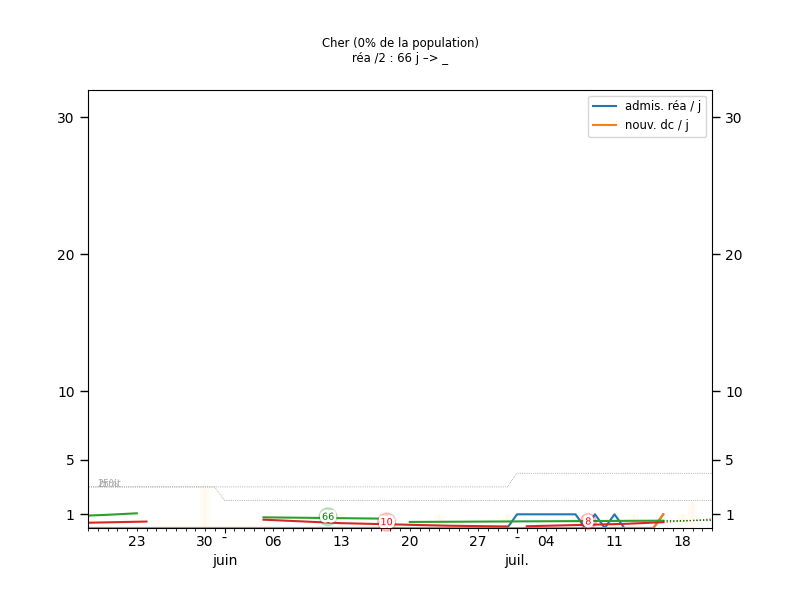 Cher (0% de la population)
réa /2 : 66 j –> _
admis. réa / j
nouv. dc / j
30 30
20 20
10 10
5 5
1 1
66 10 8
23 30 - 06 13 20 27 - 04 11 18
juin juil.